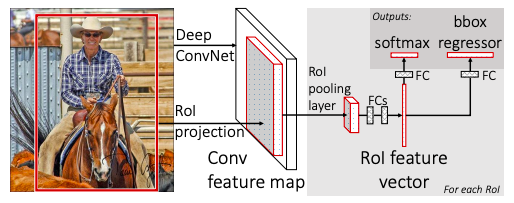 Deep
ConvNet
RoI
projection
Conv
feature map
RoI
pooling
layer
FCs
RoI feature
vector
Outputs:
softmax
bbox
regressor
FC
FC
For each RoI